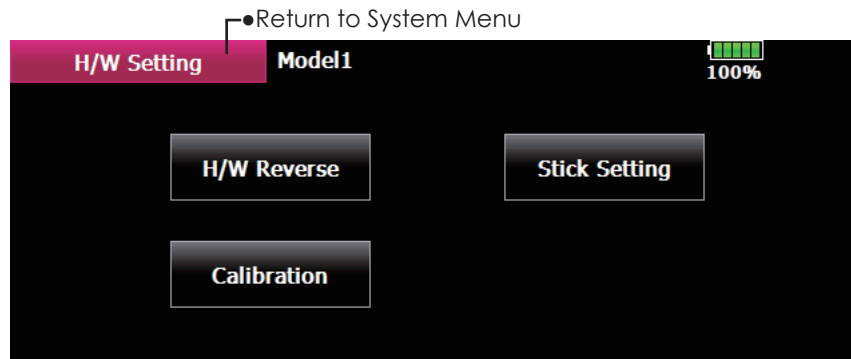 Return to System Menu
H/W Setting
Model1
100%
H/W Reverse
Stick Setting
Calibration